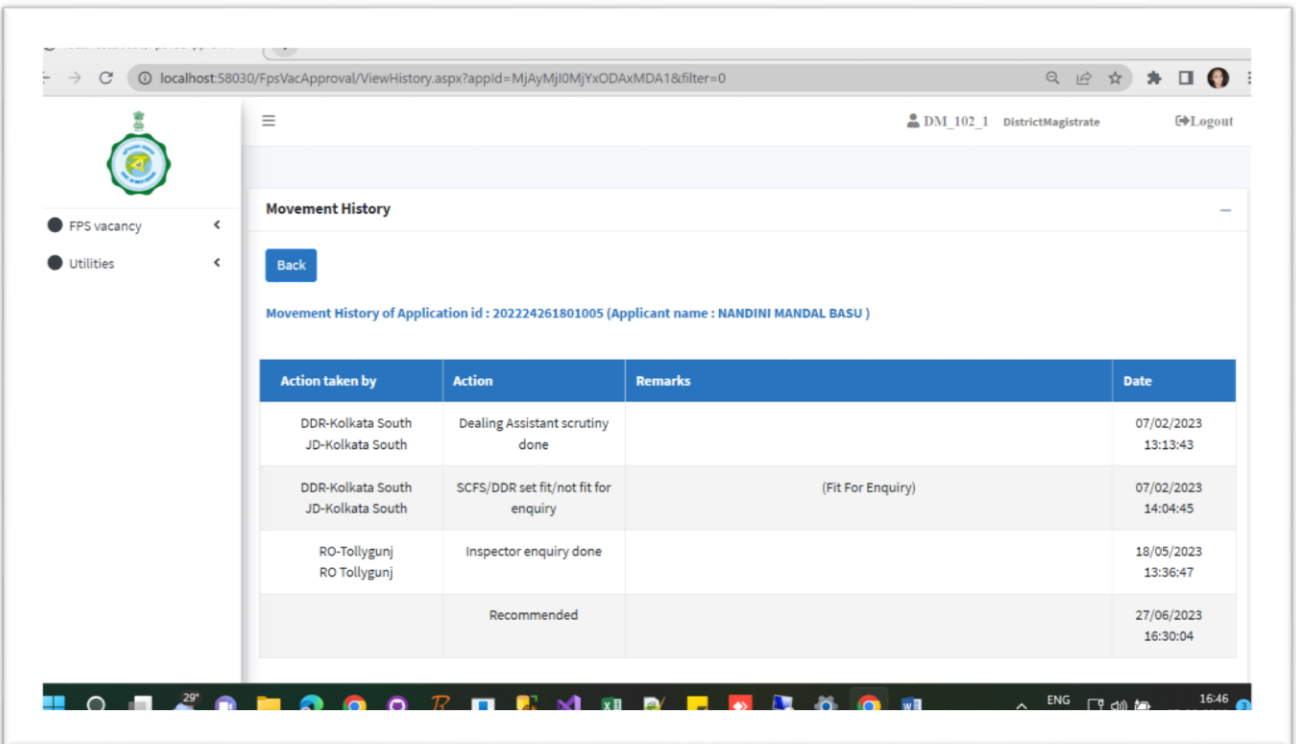 localhost:58030/FpsVacApproval/ViewHistory.aspx?appId=MjAyMjI0MjYxODAxMDA1&filter=0
DM_102_1 DistrictMagistrate Logout
FPS vacancy
Utilities
Movement History
Back
Movement History of Application id : 202224261801005 (Applicant name : NANDINI MANDAL BASU )
Action taken by Action Remarks Date
DDR-Kolkata South Dealing Assistant scrutiny 07/02/2023
JD-Kolkata South done 13:13:43
DDR-Kolkata South SCFS/DDR set fit/not fit for (Fit For Enquiry) 07/02/2023
JD-Kolkata South enquiry 14:04:45
RO-Tollygunj Inspector enquiry done 18/05/2023
RO Tollygunj 13:36:47
Recommended 27/06/2023
16:30:04
29°
ENG 16:46